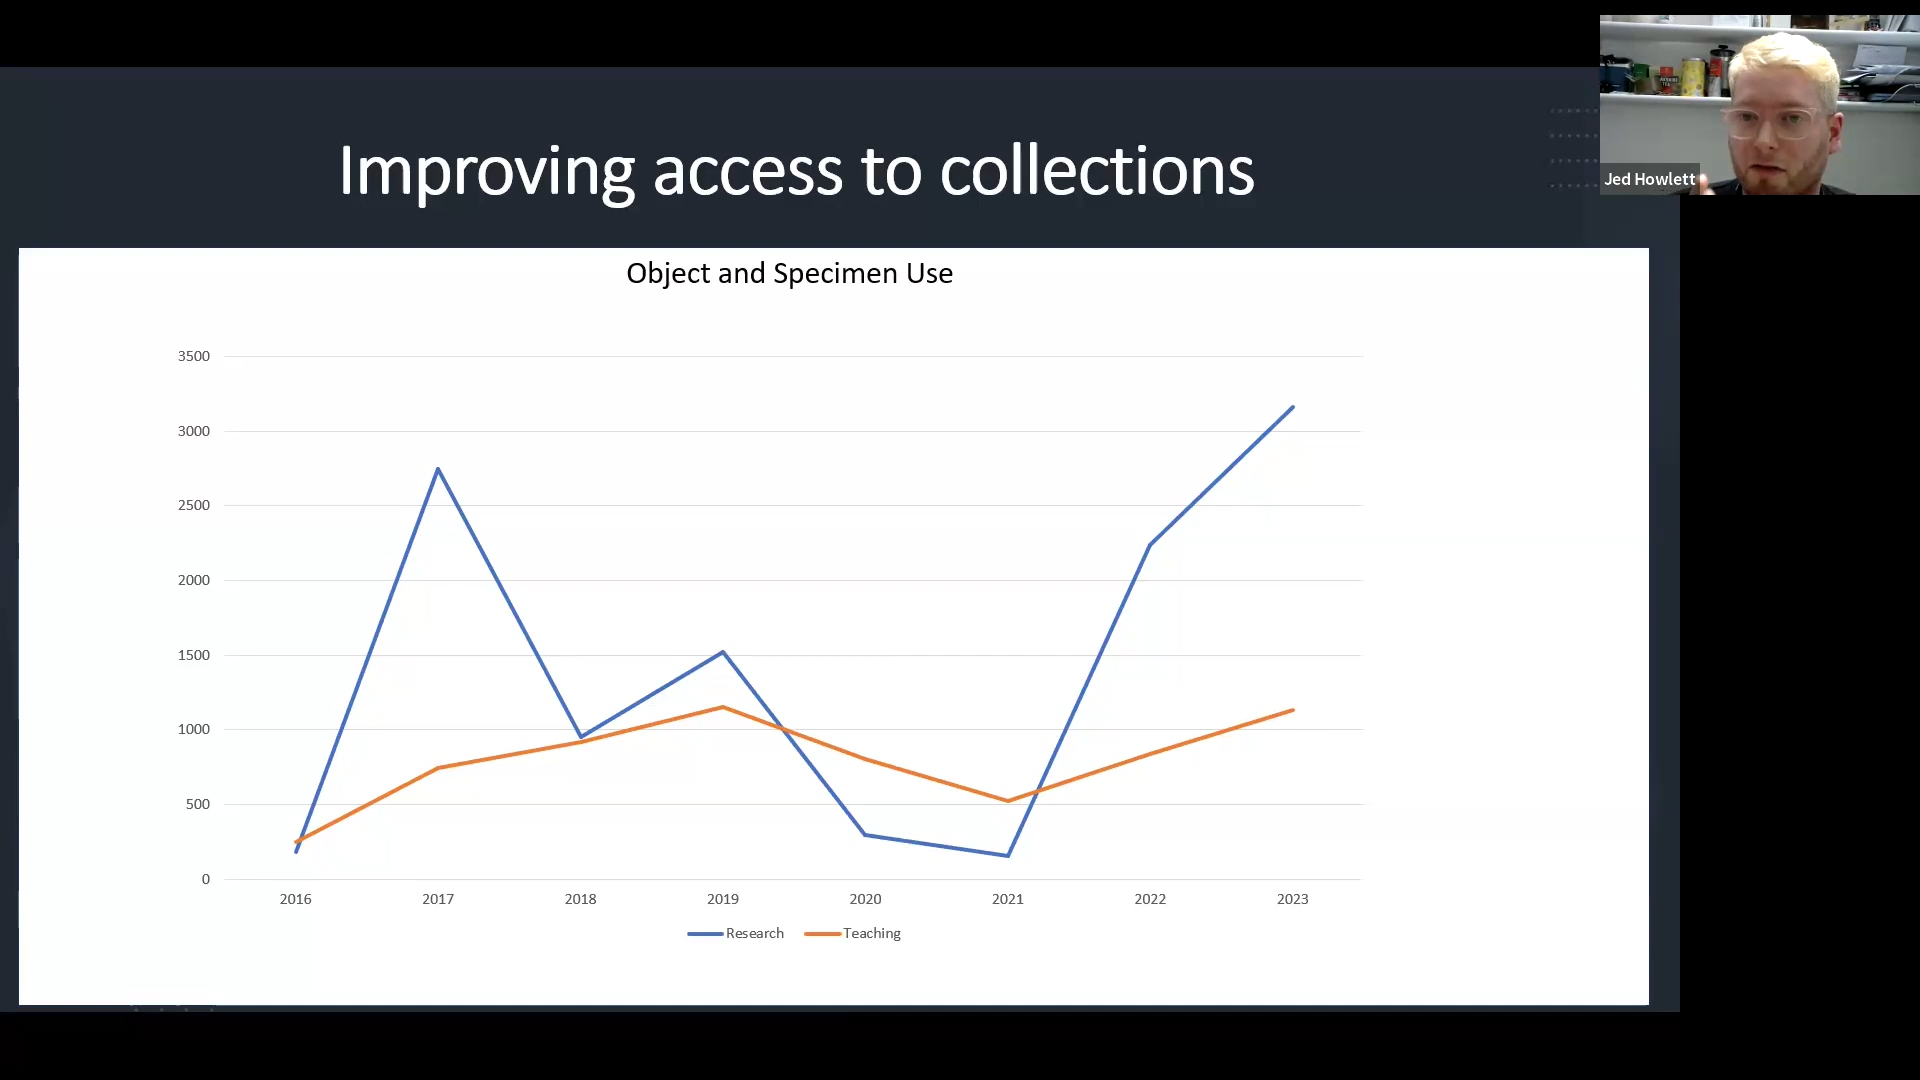 Improving access to collections
Jed Howlett
Object and Specimen Use
3500
3000
2500
2000
1500
1000
500
0
2016 2017 2018 2019 2020 2021 2022 2023
Research Teaching